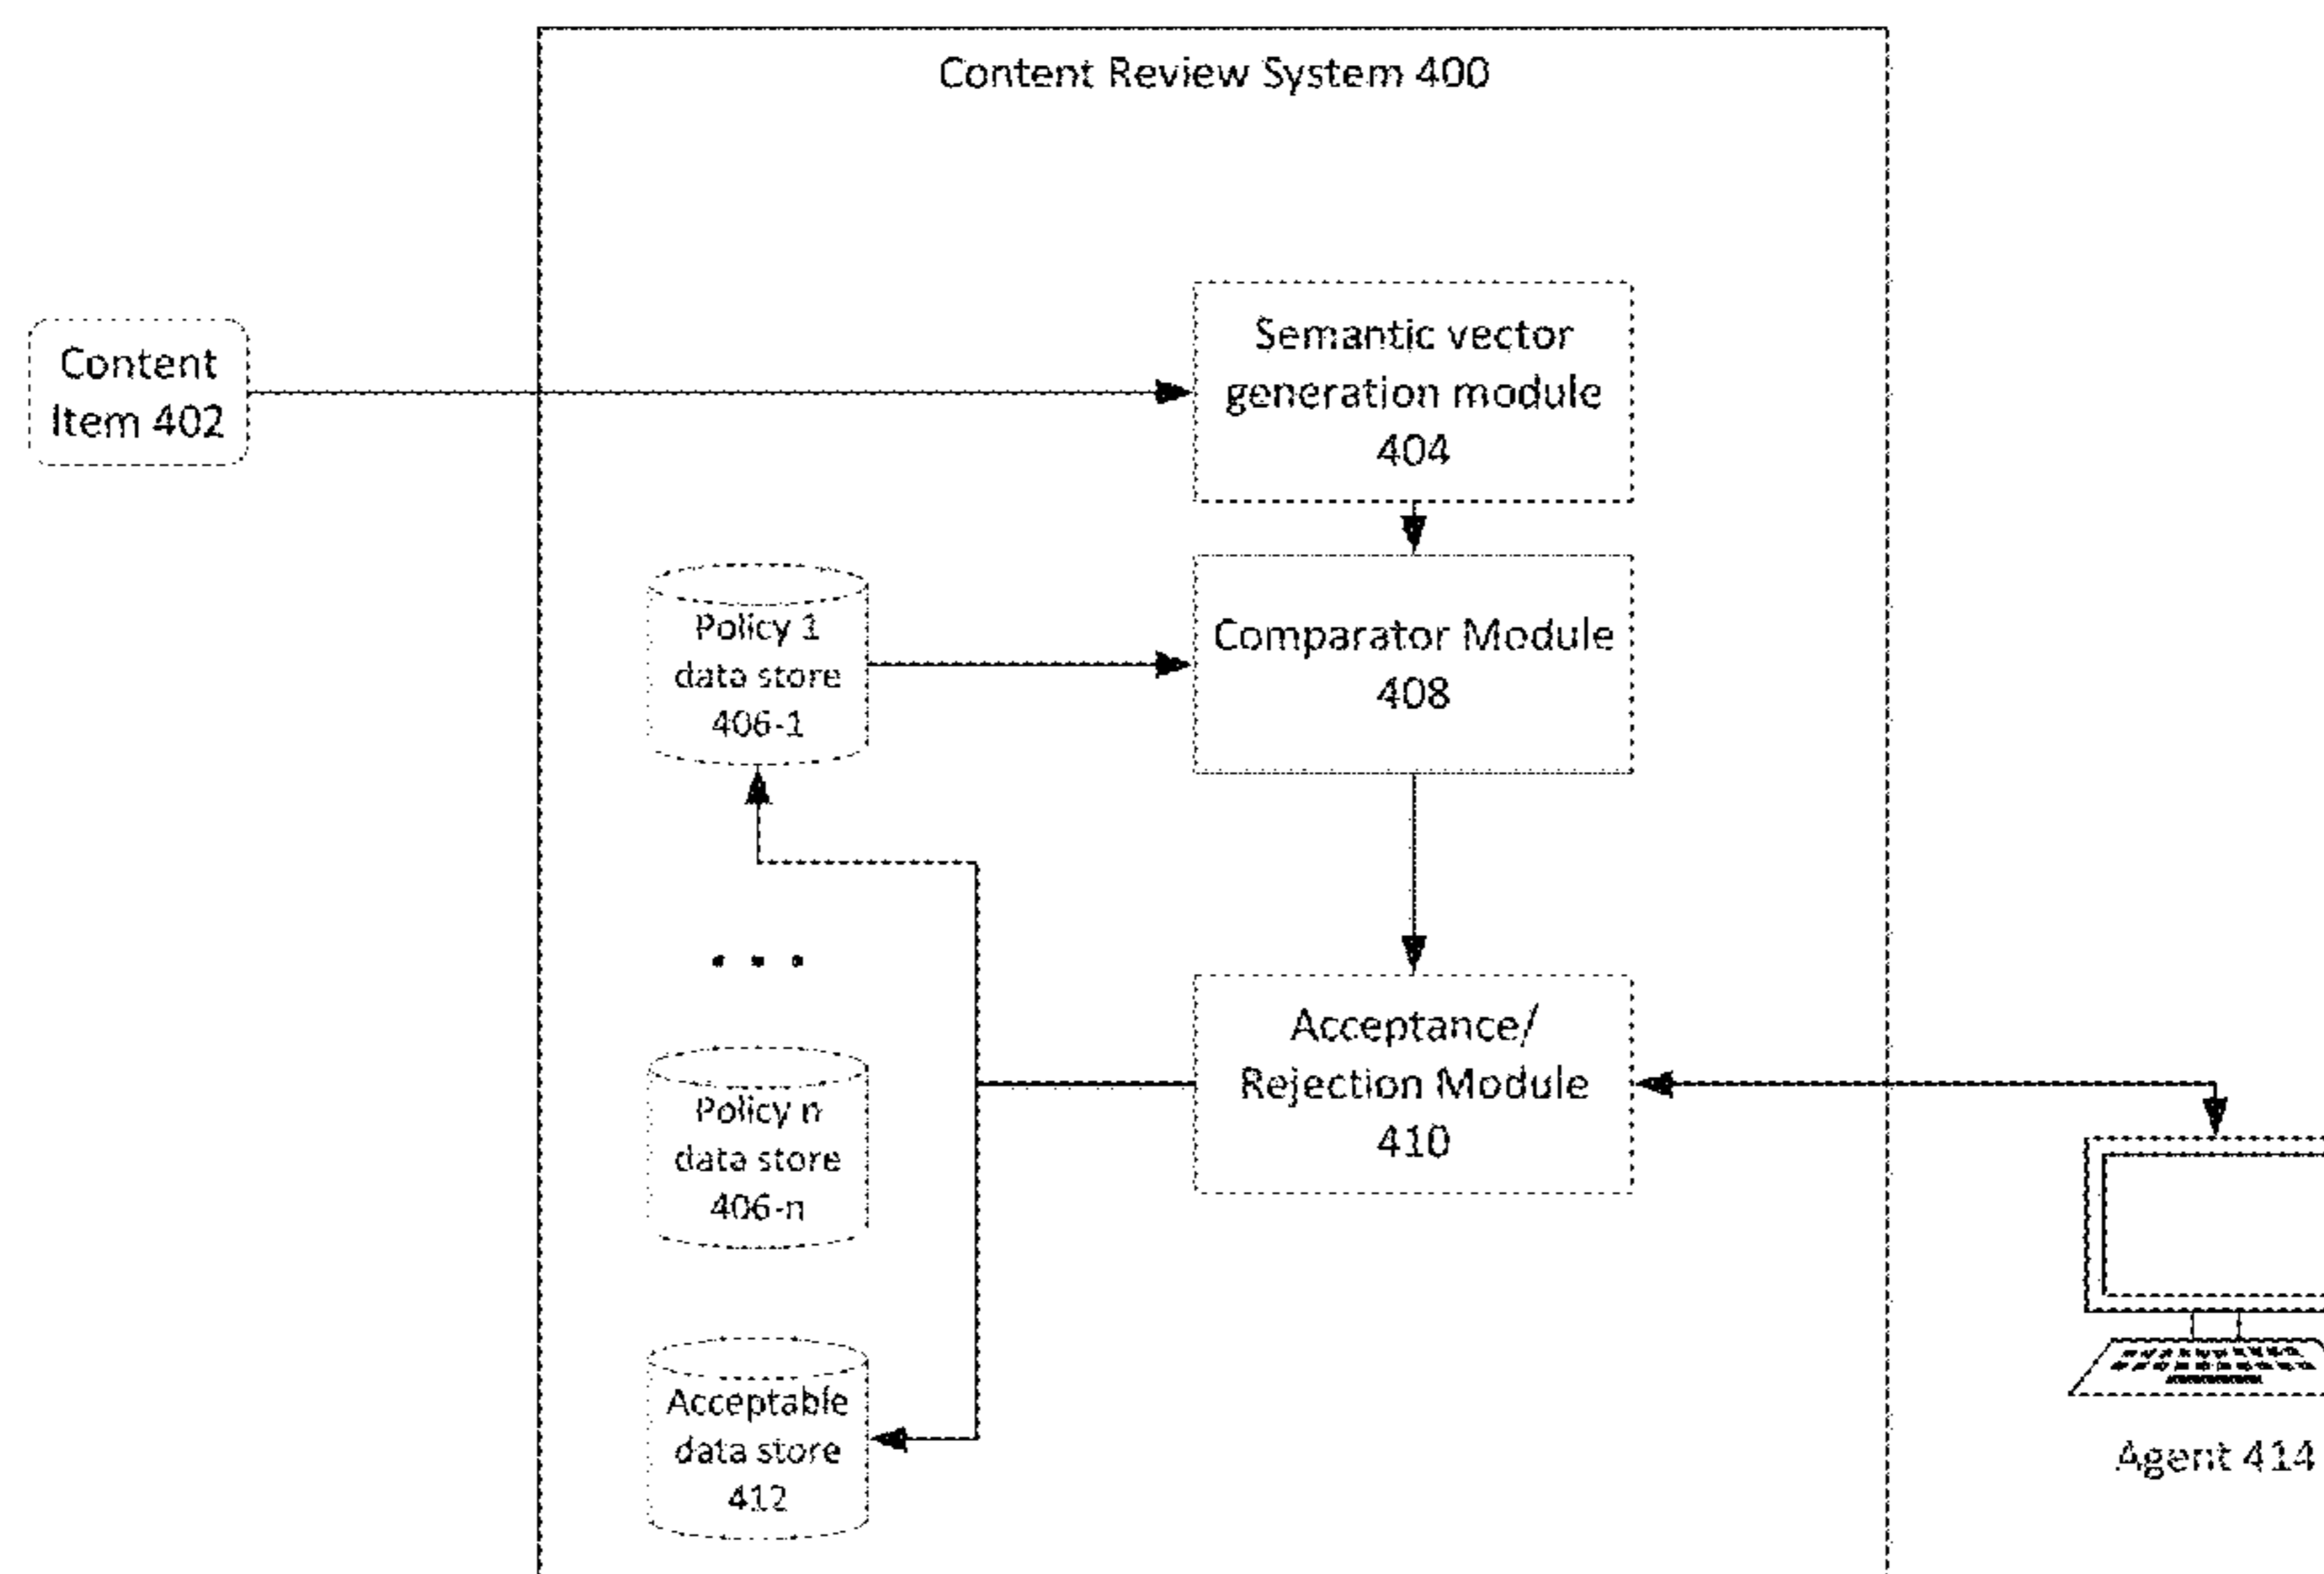 Content Review System 400
Content
Item 402
Semantic vector
generation module
404
Policy 1
data store
406-1
Comparator Module
408
Acceptance/
Rejection Module
410
Policy n
data store
406-n
Acceptable
data store
412
Agent 414